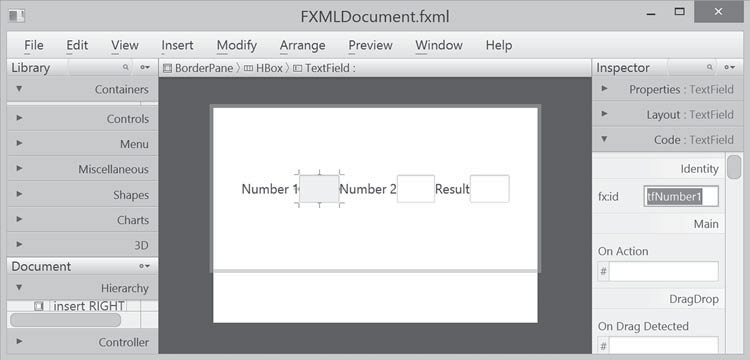 FXMLDocument.fxml
File Edit View Insert Modify Arrange Preview Window Help
Library
Containers
Controls
Menu
Miscellaneous
Shapes
Charts
3D
Document
Hierarchy
insert RIGHT
Controller
BorderPane HBox TextField :
Number 1 Number 2 Result
Inspector
Properties : TextField
Layout : TextField
Code : TextField
Identity
fx:id tfNumber1
Main
On Action
#
DragDrop
On Drag Detected
#